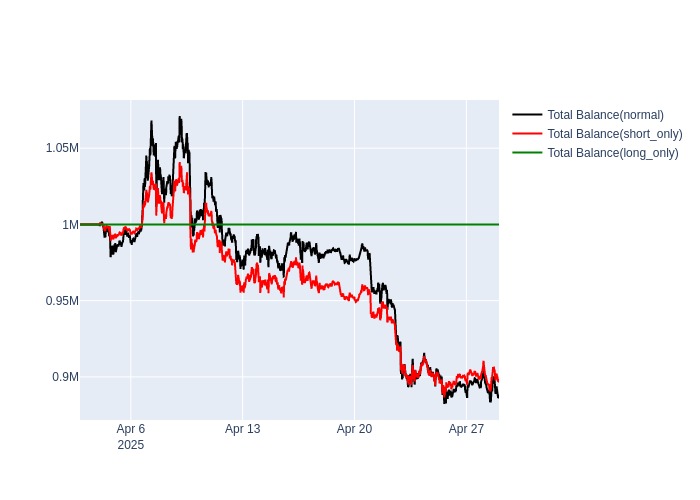 Total Balance(normal)
Total Balance(short_only)
Total Balance(long_only)
1.05M
1M
0.95M
0.9M
Apr 6
2025
Apr 13
Apr 20
Apr 27